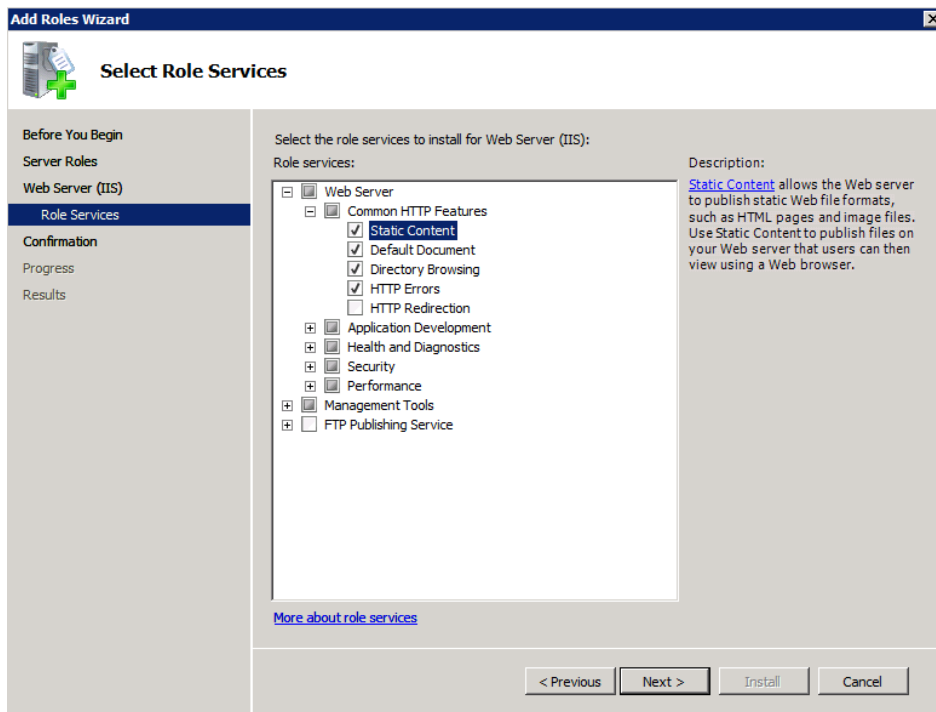 Add Roles Wizard
Select Role Services
Before You Begin
Server Roles
Web Server (IIS)
Role Services
Confirmation
Progress
Results
Select the role services to install for Web Server (IIS):
Role services:
Web Server
Common HTTP Features
Static Content
Default Document
Directory Browsing
HTTP Errors
HTTP Redirection
Application Development
Health and Diagnostics
Security
Performance
Management Tools
FTP Publishing Service
More about role services
Description:
Static Content allows the Web server
to publish static Web file formats,
such as HTML pages and image files.
Use Static Content to publish files on
your Web server that users can then
view using a Web browser.
< Previous
Next >
Install
Cancel